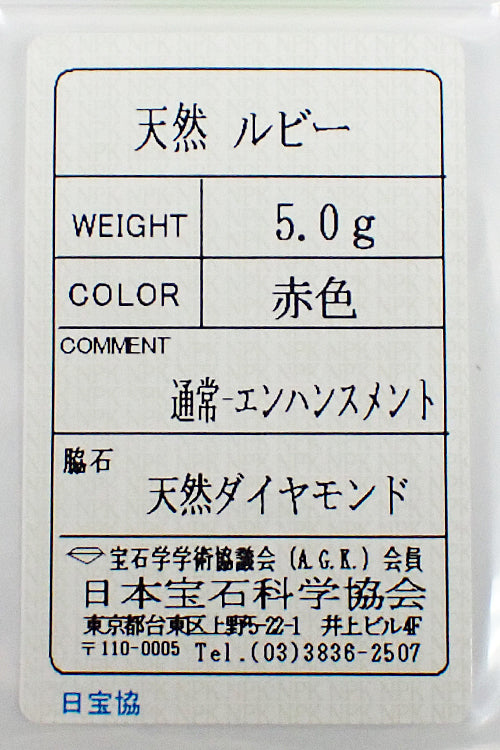 天然 ルビー
WEIGHT 5.0g
COLOR 赤色
COMMENT
通常-エンハンスメント
脇石
天然ダイヤモンド
宝石学学術協議会 (A.G.K.) 会員
日本宝石科学協会
東京都台東区上野5-22-1 井上ビル4F
〒110-0005 Tel.(03)3836-2507
日宝協